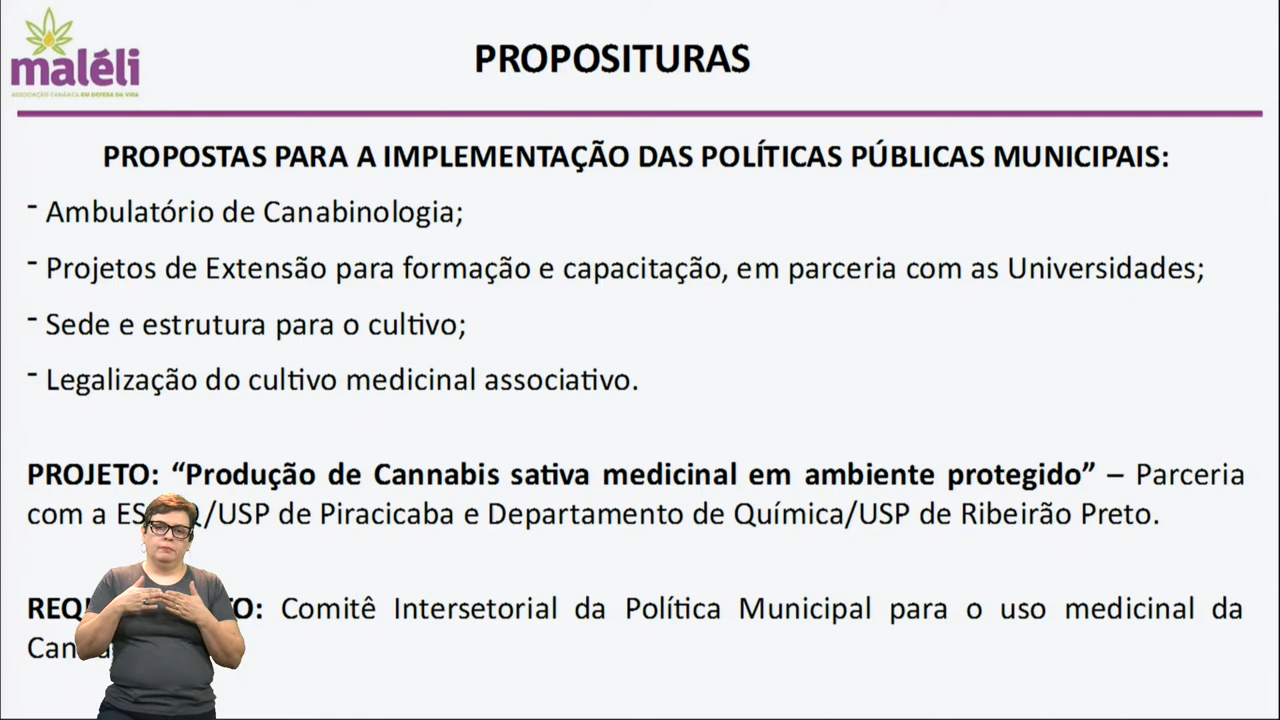 maléli
ASSOCIAÇÃO CANÁBICA EM DEFESA DA VIDA
PROPOSITURAS
PROPOSTAS PARA A IMPLEMENTAÇÃO DAS POLÍTICAS PÚBLICAS MUNICIPAIS:
- Ambulatório de Canabinologia;
- Projetos de Extensão para formação e capacitação, em parceria com as Universidades;
- Sede e estrutura para o cultivo;
- Legalização do cultivo medicinal associativo.
PROJETO: “Produção de Cannabis sativa medicinal em ambiente protegido” – Parceria
com a /USP de Piracicaba e Departamento de Química/USP de Ribeirão Preto.
Comitê Intersetorial da Política Municipal para o uso medicinal da